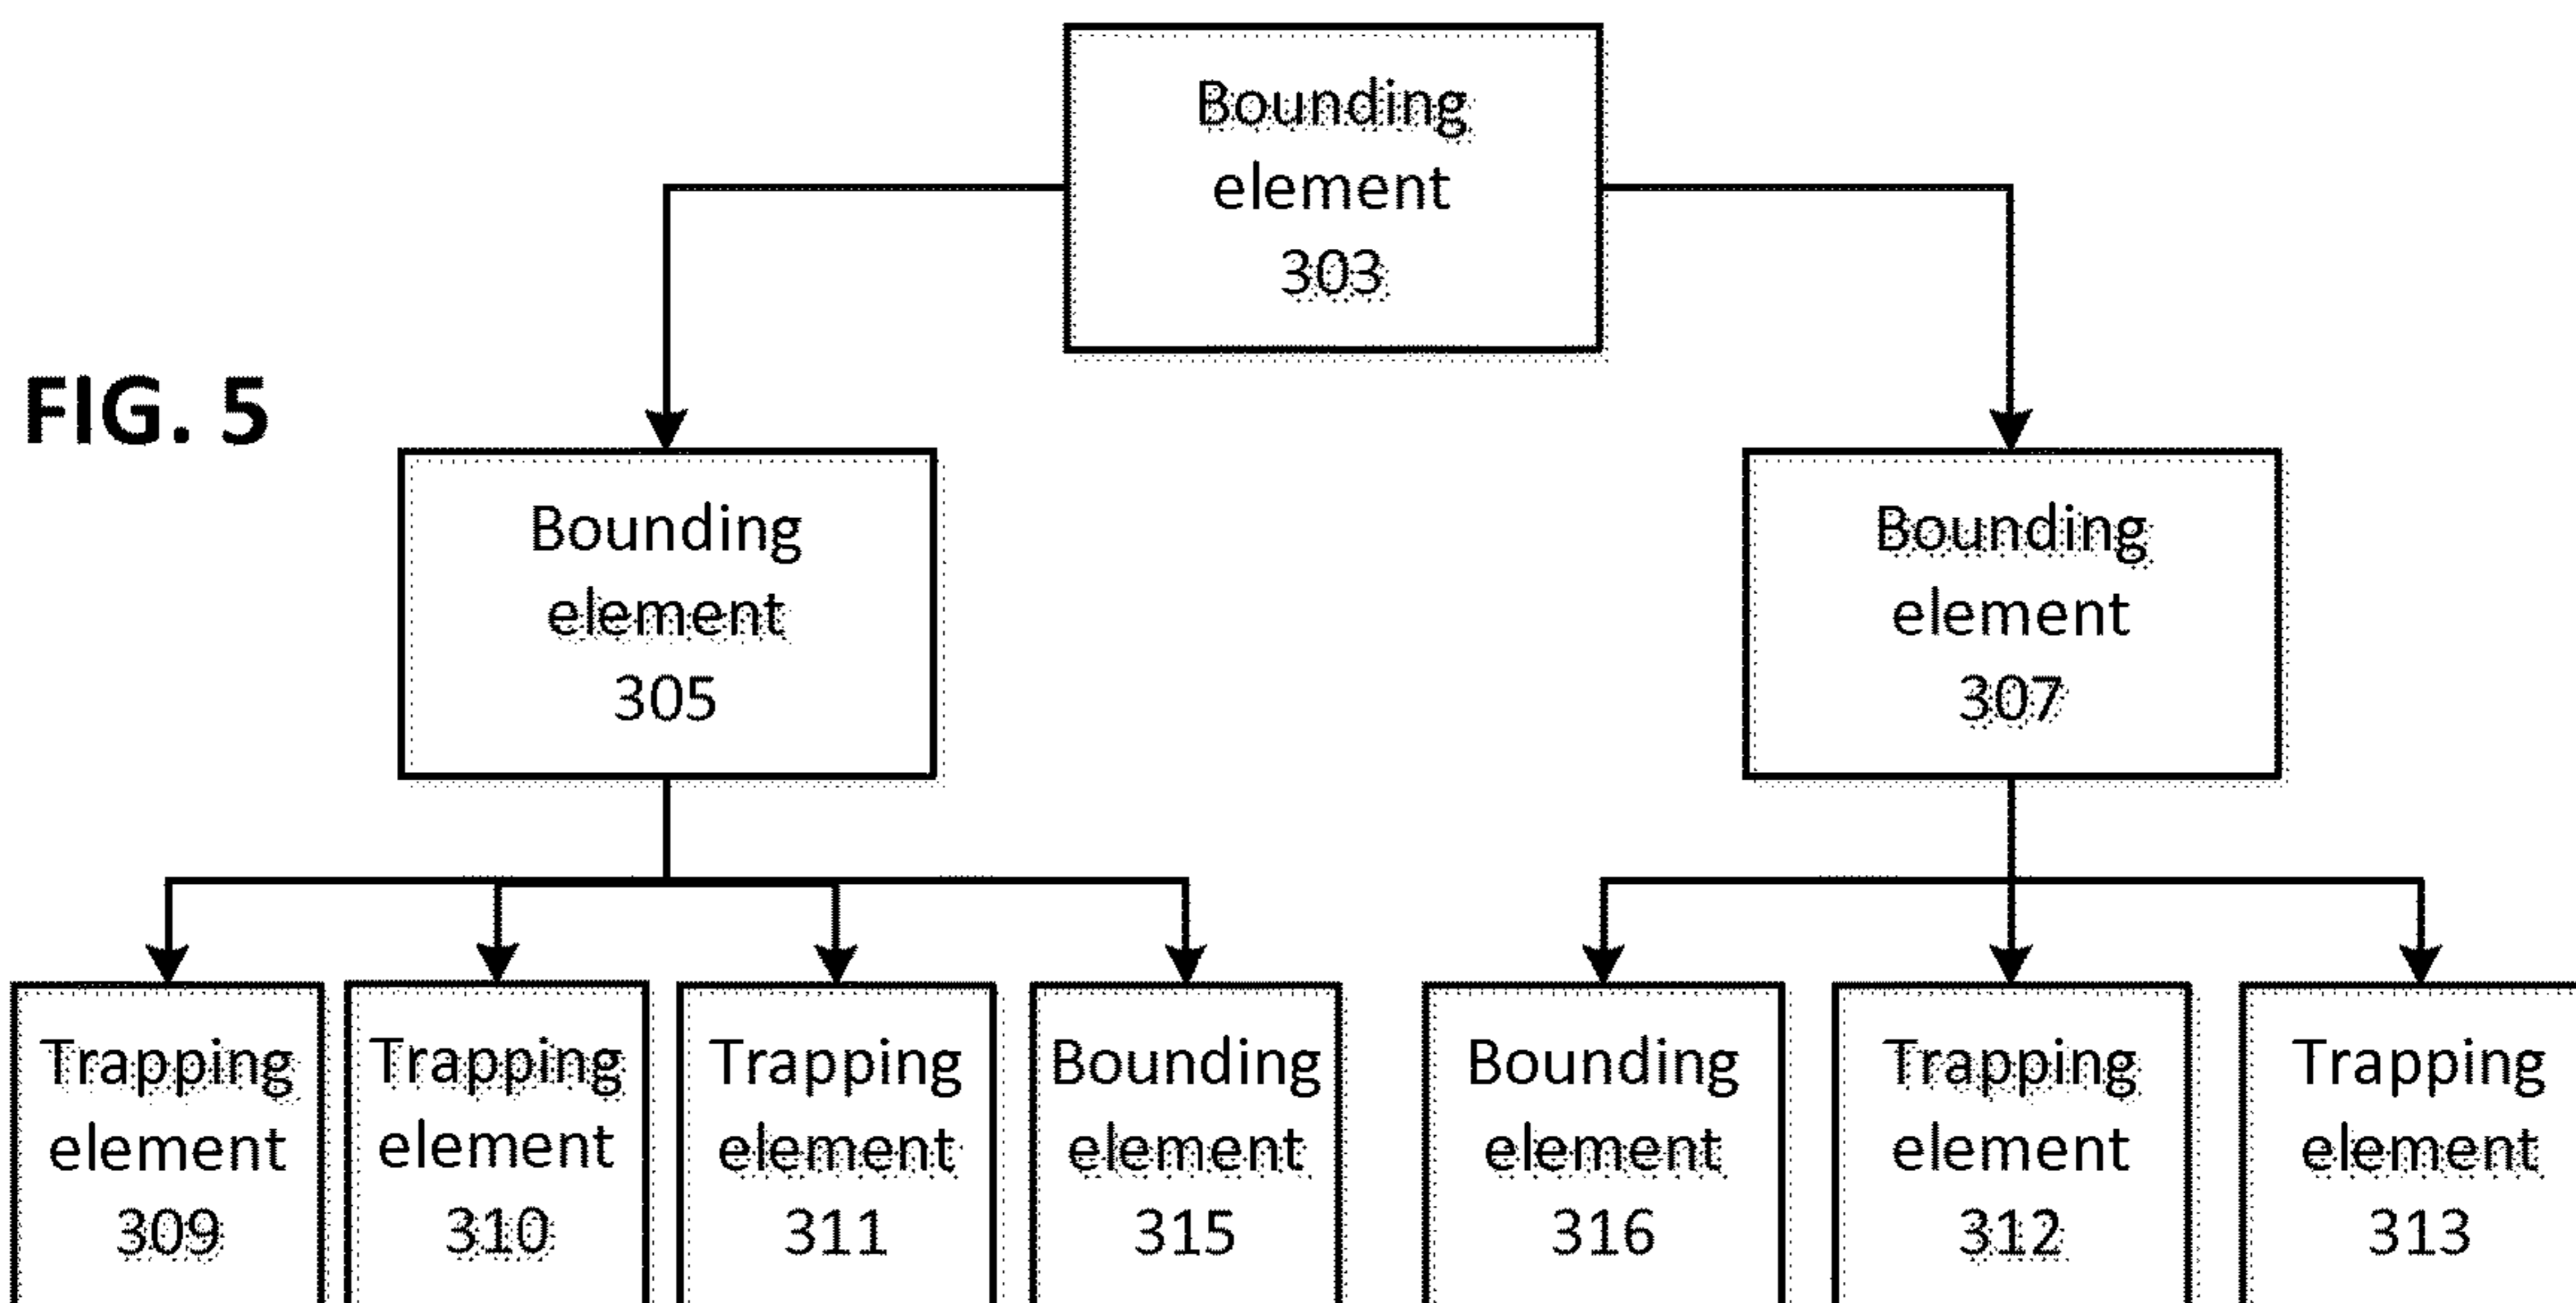 Bounding
element
303
FIG. 5
Bounding
element
305
Bounding
element
307
Trapping
element
309
Trapping
element
310
Trapping
element
311
Bounding
element
315
Bounding
element
316
Trapping
element
312
Trapping
element
313